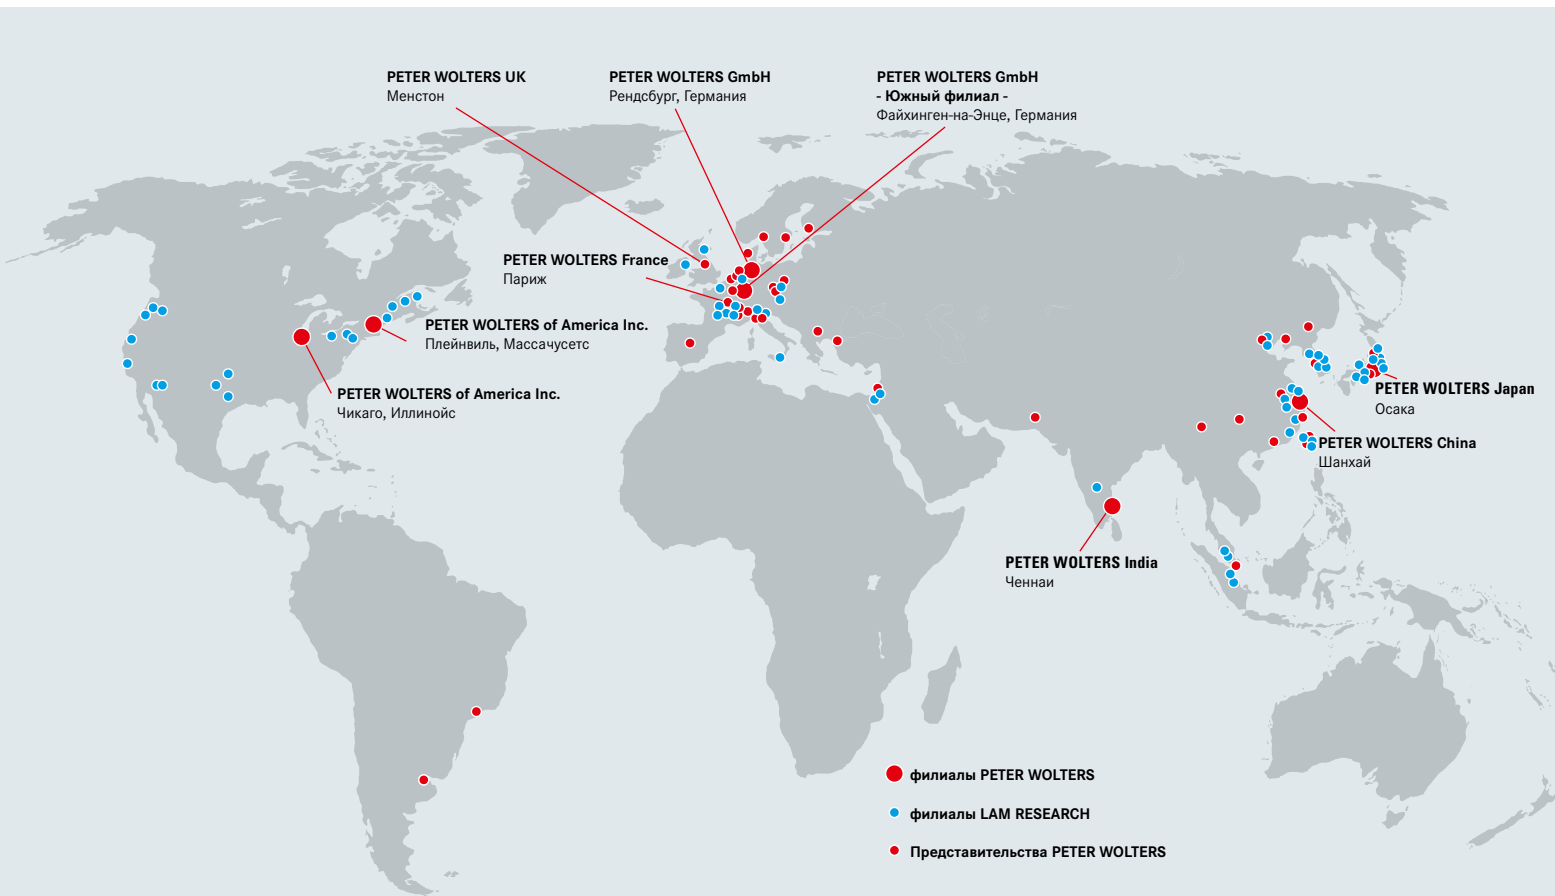 PETER WOLTERS UK
Менстон
PETER WOLTERS GmbH
Рендсбург, Германия
PETER WOLTERS GmbH
- Южный филиал -
Файхинген-на-Энце, Германия
PETER WOLTERS France
Париж
PETER WOLTERS of America Inc.
Плейнвиль, Массачусетс
PETER WOLTERS of America Inc.
Чикаго, Иллинойс
PETER WOLTERS Japan
Осака
PETER WOLTERS China
Шанхай
PETER WOLTERS India
Ченнаи
филиалы PETER WOLTERS
филиалы LAM RESEARCH
Представительства PETER WOLTERS